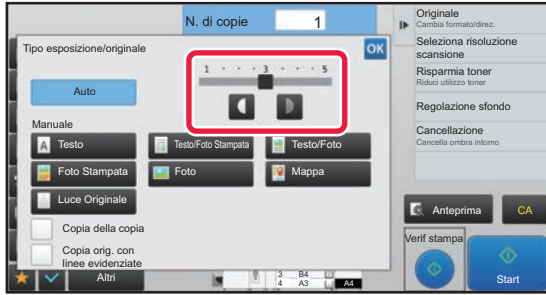 N. di copie 1
Tipo esposizione/originale
OK
1 3 5
Auto
Manuale
A Testo
Testo/Foto Stampata
Testo/Foto
Foto Stampata
Foto
Mappa
Luce Originale
Copia della copia
Copia orig. con
linee evidenziate
Altri
3 B4
4 A3
A4
Originale
Cambia formato/direz.
Seleziona risoluzione
scansione
Risparmia toner
Riduci utilizzo toner
Regolazione sfondo
Cancellazione
Cancella ombra intorno
Anteprima
CA
Verif stampa
Start